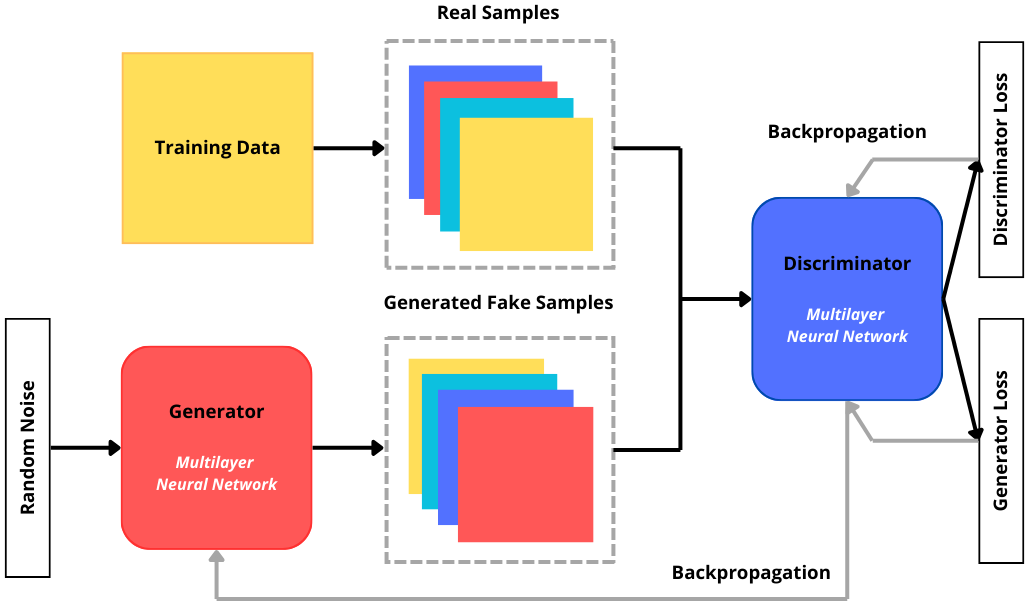 Real Samples
Training Data
Backpropagation
Discriminator Loss
Discriminator
Multilayer
Neural Network
Generated Fake Samples
Random Noise
Generator
Multilayer
Neural Network
Generator Loss
Backpropagation